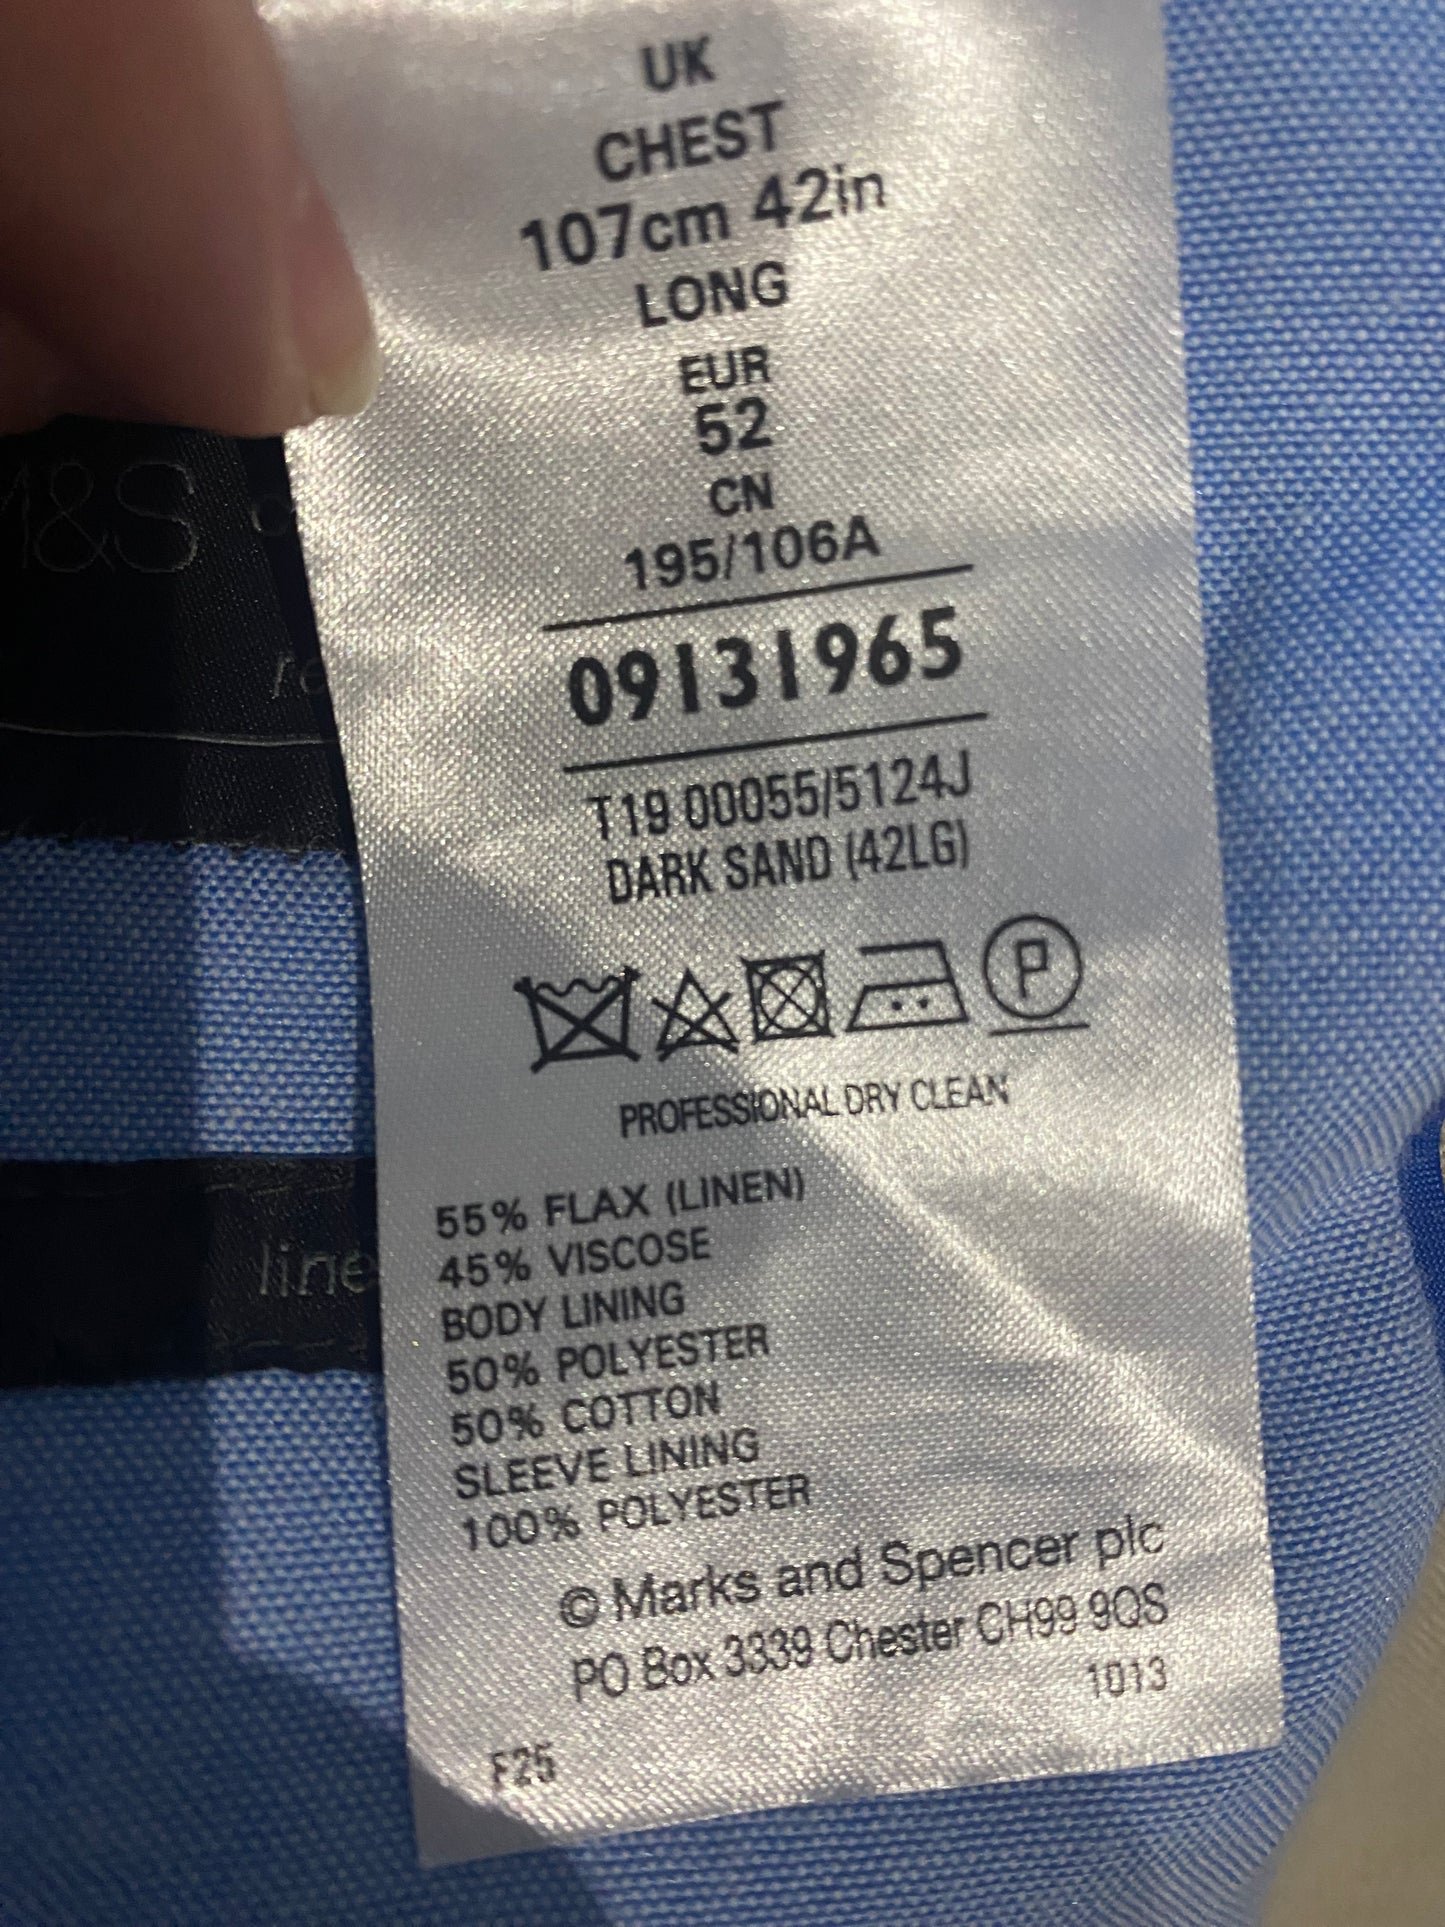 UK
CHEST
107cm 42in
LONG
EUR
52
CN
195/106A
09131965
T19 00055/5124J
DARK SAND (42LG)
P
PROFESSIONAL DRY CLEAN
55% FLAX (LINEN)
45% VISCOSE
BODY LINING
50% POLYESTER
50% COTTON
SLEEVE LINING
100% POLYESTER
© Marks and Spencer plc
PO Box 3339 Chester CH99 9QS
1013
F25
M&S
re
line